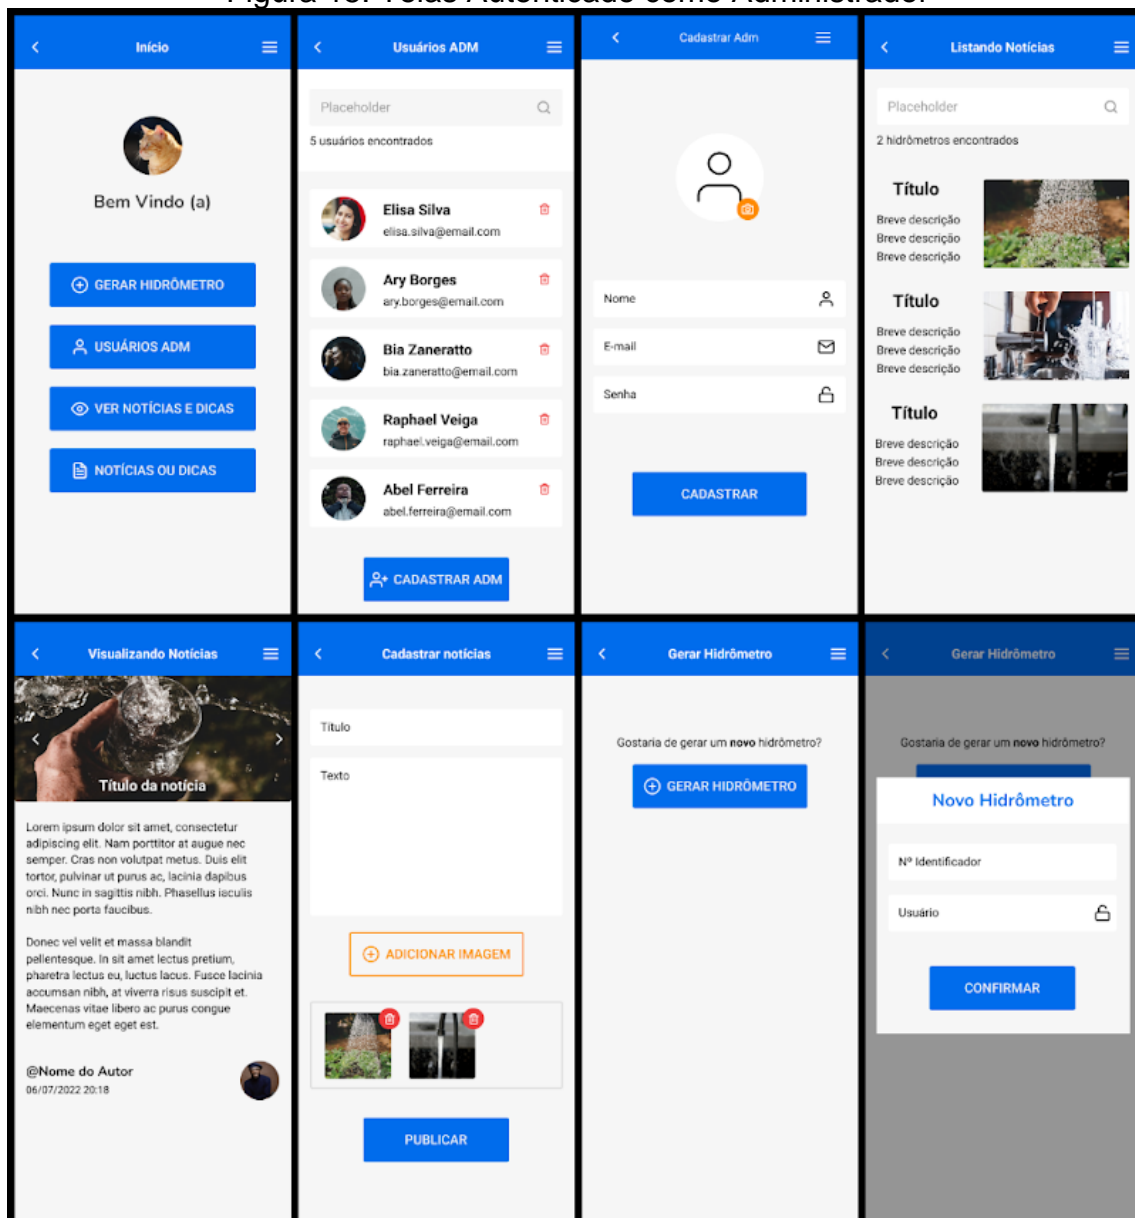 Figura 18: Telas Autenticado como Administrador
Início
Bem Vindo (a)
GERAR HIDRÔMETRO
USUÁRIOS ADM
VER NOTÍCIAS E DICAS
NOTÍCIAS OU DICAS
Usuários ADM
Placeholder
5 usuários encontrados
Elisa Silva
elisa.silva@email.com
Ary Borges
ary.borges@email.com
Bia Zaneratto
bia.zaneratto@email.com
Raphael Veiga
raphael.veiga@email.com
Abel Ferreira
abel.ferreira@email.com
CADASTRAR ADM
Cadastrar Adm
Nome
E-mail
Senha
CADASTRAR
Listando Notícias
Placeholder
2 hidrômetros encontrados
Título
Breve descrição
Breve descrição
Breve descrição
Título
Breve descrição
Breve descrição
Breve descrição
Título
Breve descrição
Breve descrição
Breve descrição
Visualizando Notícias
Título da notícia
Lorem ipsum dolor sit amet, consectetur
adipiscing elit. Nam porttitor at augue nec
semper. Cras non volutpat metus. Duis elit
tortor, pulvinar ut purus ac, lacinia dapibus
orci. Nunc in sagittis nibh. Phasellus iaculis
nibh nec porta faucibus.
Donec vel velit et massa blandit
pellentesque. In sit amet lectus pretium,
pharetra lectus eu, luctus lacus. Fusce lacinia
accumsan nibh, at viverra risus suscipit et.
Maecenas vitae libero ac purus congue
elementum eget eget est.
@Nome do Autor
06/07/2022 20:18
Cadastrar notícias
Título
Texto
ADICIONAR IMAGEM
PUBLICAR
Gerar Hidrômetro
Gostaria de gerar um novo hidrômetro?
GERAR HIDRÔMETRO
Gerar Hidrômetro
Gostaria de gerar um novo hidrômetro?
Novo Hidrômetro
Nº Identificador
Usuário
CONFIRMAR